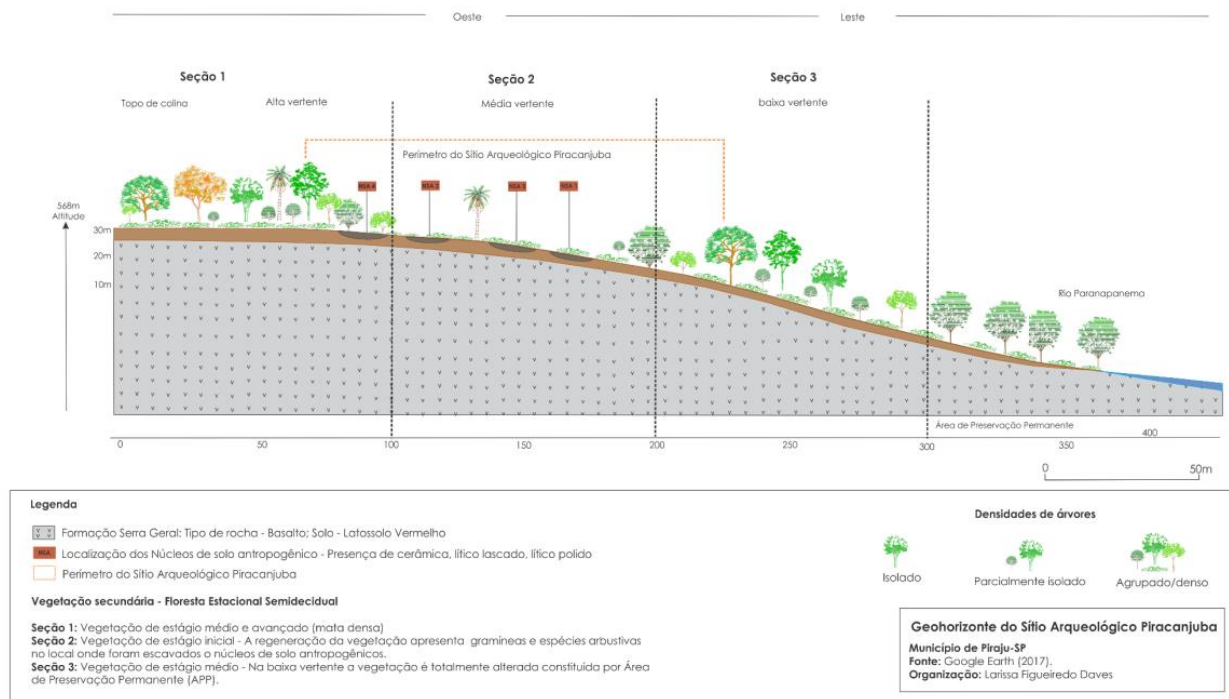 Oeste
Leste
Seção 1
Seção 2
Seção 3
Topo de colina
Alta vertente
Média vertente
baixa vertente
Perímetro do Sítio Arqueológico Piracanjuba
NSA 4
568m
Altitude
30m
20m
10m
Rio Paranapanema
Área de Preservação Permanente
0
50
100
150
200
250
300
350
400
0
50m
Legenda
Formação Serra Geral: Tipo de rocha - Basalto; Solo - Latossolo Vermelho
NSA
Localização dos Núcleos de solo antropogênico - Presença de cerâmica, lítico lascado, lítico polido
Perímetro do Sítio Arqueológico Piracanjuba
Vegetação secundária - Floresta Estacional Semidecidual
Seção 1: Vegetação de estágio médio e avançado (mata densa)
Seção 2: Vegetação de estágio inicial - A regeneração da vegetação apresenta gramíneas e espécies arbustivas
no local onde foram escavados o núcleos de solo antropogênicos.
Seção 3: Vegetação de estágio médio - Na baixa vertente a vegetação é totalmente alterada constituída por Área
de Preservação Permanente (APP).
Densidades de árvores
Isolado
Parcialmente isolado
Agrupado/denso
Geohorizonte do Sítio Arqueológico Piracanjuba
Município de Piraju-SP
Fonte: Google Earth (2017).
Organização: Larissa Figueiredo Daves